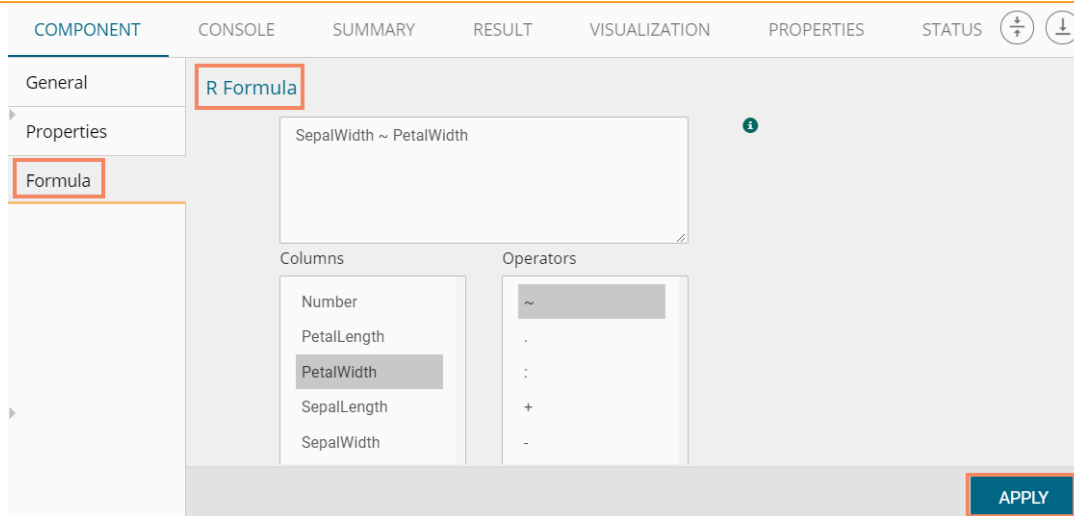 COMPONENT CONSOLE SUMMARY RESULT VISUALIZATION PROPERTIES STATUS
General
Properties
Formula
R Formula
SepalWidth ~ PetalWidth
Columns
Number
PetalLength
PetalWidth
SepalLength
SepalWidth
Operators
~
.
:
+
-
APPLY